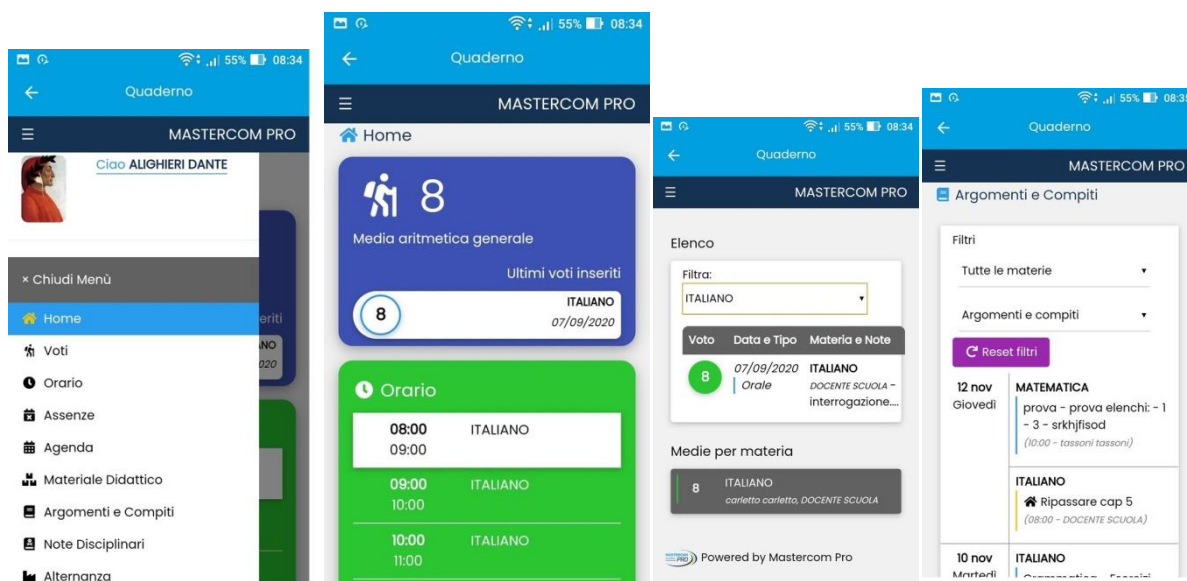 55% 08:34
Quaderno
MASTERCOM PRO
Ciao ALIGHIERI DANTE
× Chiudi Menù
Home
Voti
Orario
Assenze
Agenda
Materiale Didattico
Argomenti e Compiti
Note Disciplinari
Alternanza
eriti
NO
020
55% 08:34
Quaderno
MASTERCOM PRO
Home
8
Media aritmetica generale
Ultimi voti inseriti
8
ITALIANO
07/09/2020
Orario
08:00 ITALIANO
09:00
09:00 ITALIANO
10:00
10:00 ITALIANO
11:00
55% 08:34
Quaderno
MASTERCOM PRO
Elenco
Filtra:
ITALIANO
Voto Data e Tipo Materia e Note
8 07/09/2020 ITALIANO
Orale DOCENTE SCUOLA -
interrogazione....
Medie per materia
8 ITALIANO
carletto carletto, DOCENTE SCUOLA
Powered by Mastercom Pro
55% 08:35
Quaderno
MASTERCOM PRO
Argomenti e Compiti
Filtri
Tutte le materie
Argomenti e compiti
Reset filtri
12 nov MATEMATICA
Giovedì prova - prova elenchi: - 1
- 3 - srkhjfisod
(10:00 - tassoni tassoni)
ITALIANO
Ripassare cap 5
(08:00 - DOCENTE SCUOLA)
10 nov ITALIANO
Martedì Grammatica - Esercizi